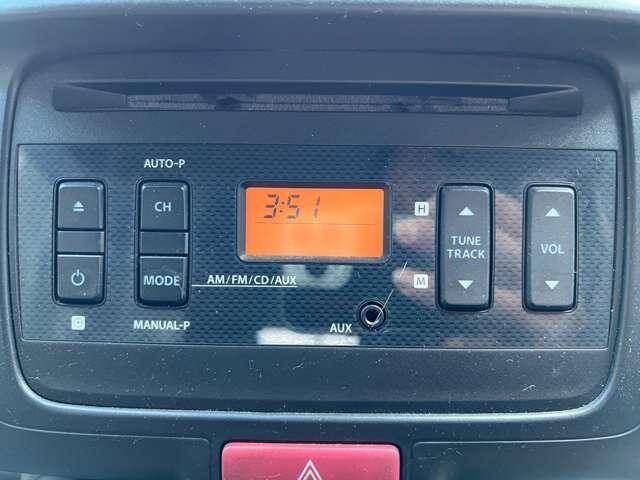 AUTO-P
CH
3:51
H
TUNE
TRACK
VOL
MODE
AM/FM/CD/AUX
M
MANUAL-P
AUX